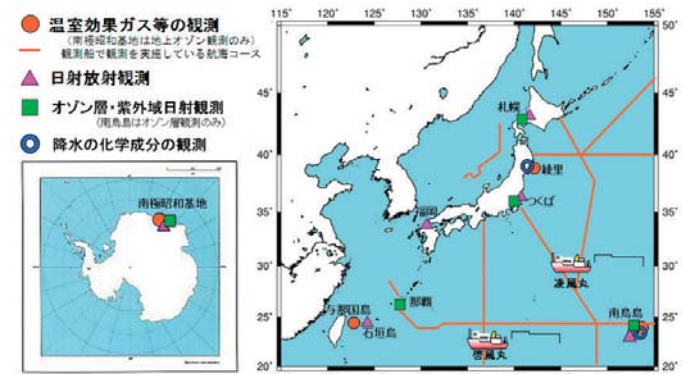 温室効果ガス等の観測
(南極昭和基地は地上オゾン観測のみ)
観測船で観測を実施している航海コース
日射放射観測
オゾン層・紫外域日射観測
(南鳥島はオゾン層観測のみ)
降水の化学成分の観測
南極昭和基地
115° 120° 125° 130° 135° 140° 145° 150° 155°
45° 45°
40° 40°
35° 35°
30° 30°
25° 25°
20° 20°
札幌
綾里
つくば
福岡
凌風丸
那覇
与那国島
石垣島
南鳥島
啓風丸